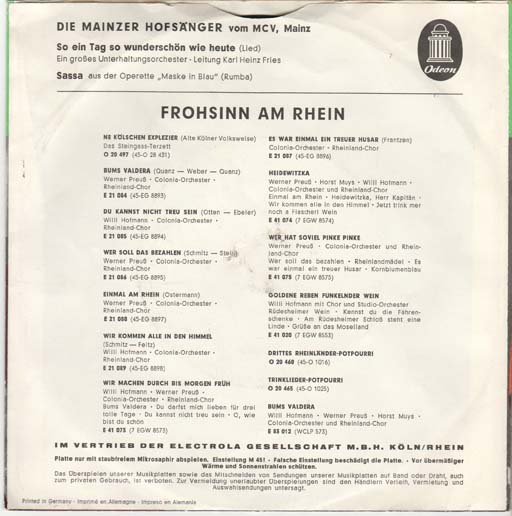 DIE MAINZER HOFSÄNGER vom MCV, Mainz
So ein Tag so wunderschön wie heute (Lied)
Ein großes Unterhaltungsorchester · Leitung Karl Heinz Fries
Sassa aus der Operette „Maske in Blau" (Rumba)
Odeon
FROHSINN AM RHEIN
NE KÖLSCHEN EXPLEZIER (Alte Kölner Volksweise)
Das Steingass-Terzett
O 20 497 (45-O 28 431)
BUMS VALDERA (Quanz — Weber — Quanz)
Werner Preuß · Colonia-Orchester ·
Rheinland-Chor
E 21 084 (45-EG 8893)
DU KANNST NICHT TREU SEIN (Otten — Ebeler)
Willi Hofmann · Colonia-Orchester ·
Rheinland-Chor
E 21 085 (45-EG 8894)
WER SOLL DAS BEZAHLEN (Schmitz — Stein)
Werner Preuß · Colonia-Orchester ·
Rheinland-Chor
E 21 086 (45-EG 8895)
EINMAL AM RHEIN (Ostermann)
Werner Preuß · Colonia-Orchester ·
Rheinland-Chor
E 21 088 (45-EG 8897)
WIR KOMMEN ALLE IN DEN HIMMEL
(Schmitz — Feltz)
Willi Hofmann · Colonia-Orchester ·
Rheinland-Chor
E 21 089 (45-EG 8898)
WIR MACHEN DURCH BIS MORGEN FRÜH
Willi Hofmann · Werner Preuß ·
Colonia-Orchester · Rheinland-Chor
Bums Valdera · Du darfst mich lieben für drei
tolle Tage · Du kannst nicht treu sein · O, wie
bist du schön
E 41 073 (7 EGW 8573)
ES WAR EINMAL EIN TREUER HUSAR (Frantzen)
Colonia-Orchester · Rheinland-Chor
E 21 087 (45-EG 8896)
HEIDEWITZKA
Werner Preuß · Horst Muys · Willi Hofmann ·
Colonia-Orchester und Rheinland-Chor
Einmal am Rhein · Heidewitzka, Herr Kapitän ·
Wir kommen alle in den Himmel · Jetzt trink mer
noch a Flascherl Wein
E 41 074 (7 EGW 8574)
WER HAT SOVIEL PINKE PINKE
Werner Preuß · Colonia-Orchester und Rhein-
land-Chor
Wer soll das bezahlen · Rheinlandmädel · Es
war einmal ein treuer Husar · Kornblumenblau
E 41 075 (7 EGW 8575)
GOLDENE REBEN FUNKELNDER WEIN
Willi Hofmann mit Chor und Studio-Orchester
Rüdesheimer Wein · Kennst du die Fahren-
schenke · Am Rüdesheimer Schloß steht eine
Linde · Grüße an das Moselland
E 41 020 (7 EGW 8553)
DRITTES RHEINLÄNDER-POTPOURRI
O 20 468 (45-O 1016)
TRINKLIEDER-POTPOURRI
O 20 465 (45-O 1025)
BUMS VALDERA
Willi Hofmann · Werner Preuß · Horst Muys ·
Colonia-Orchester und Rheinland-Chor
E 83 012 (WCLP 573)
IM VERTRIEB DER ELECTROLA GESELLSCHAFT M.B.H. KÖLN/RHEIN
Platte nur mit staubfreiem Mikrosaphir abspielen. Einstellung M 45! · Falsche Einstellung beschädigt die Platte. · Vor übermäßiger
Wärme und Sonnenstrahlen schützen.
Das Überspielen unserer Musikplatten sowie das Mitschneiden von Sendungen unserer Musikplatten auf Band oder Draht, auch
zum privaten Gebrauch, ist verboten. Zur Vermeidung unerlaubter Überspielungen sind den Händlern Verleih, Vermietung und
Auswahlsendungen untersagt.
Printed in Germany · Imprimé en Allemagne · Impreso en Alemania